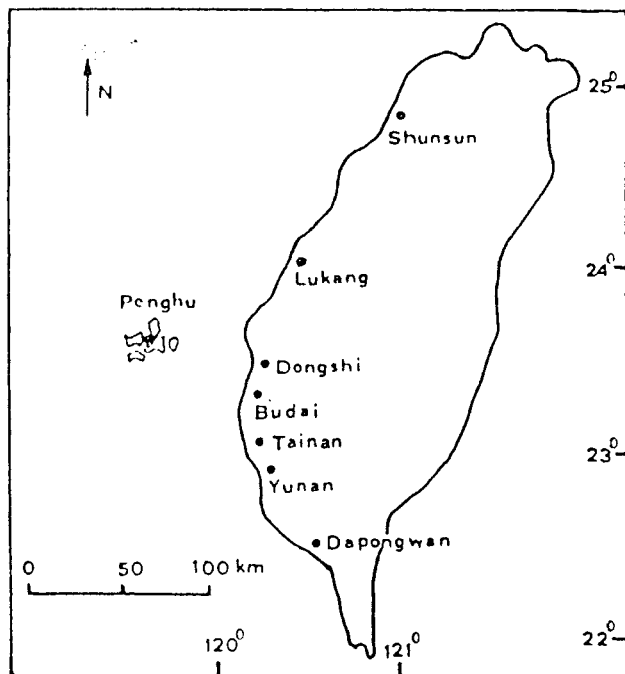 N
25°
Shunsun
24°
Lukang
Penghu
Dongshi
Budai
Tainan
23°
Yunan
Dapongwan
0 50 100 km
120°
121°
22°